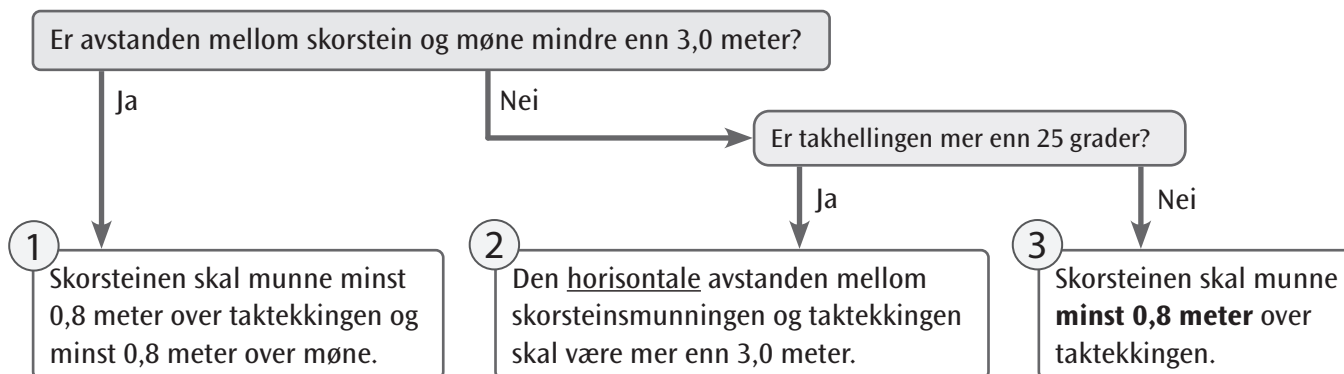 Er avstanden mellom skorstein og møne mindre enn 3,0 meter?
Ja
Nei
Er takhellingen mer enn 25 grader?
Ja
Nei
1
Skorsteinen skal munne minst
0,8 meter over taktekkingen og
minst 0,8 meter over møne.
2
Den horisontale avstanden mellom
skorsteinsmunningen og taktekkingen
skal være mer enn 3,0 meter.
3
Skorsteinen skal munne
minst 0,8 meter over
taktekkingen.